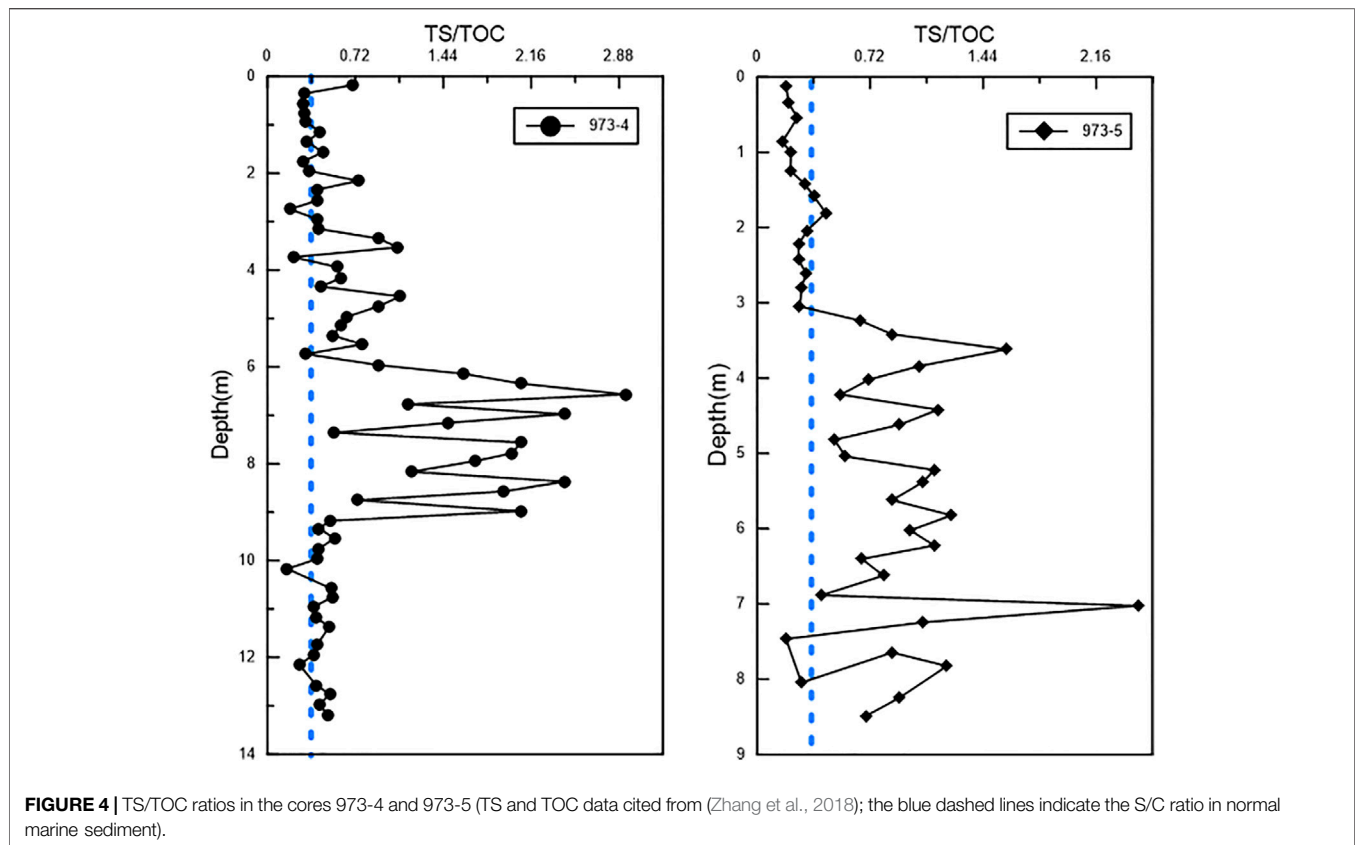 TS/TOC
0 0.72 1.44 2.16 2.88
0
2
4
6
8
10
12
14
Depth(m)
973-4
TS/TOC
0 0.72 1.44 2.16
0
1
2
3
4
5
6
7
8
9
Depth(m)
973-5
FIGURE 4 | TS/TOC ratios in the cores 973-4 and 973-5 (TS and TOC data cited from (Zhang et al., 2018); the blue dashed lines indicate the S/C ratio in normal
marine sediment).